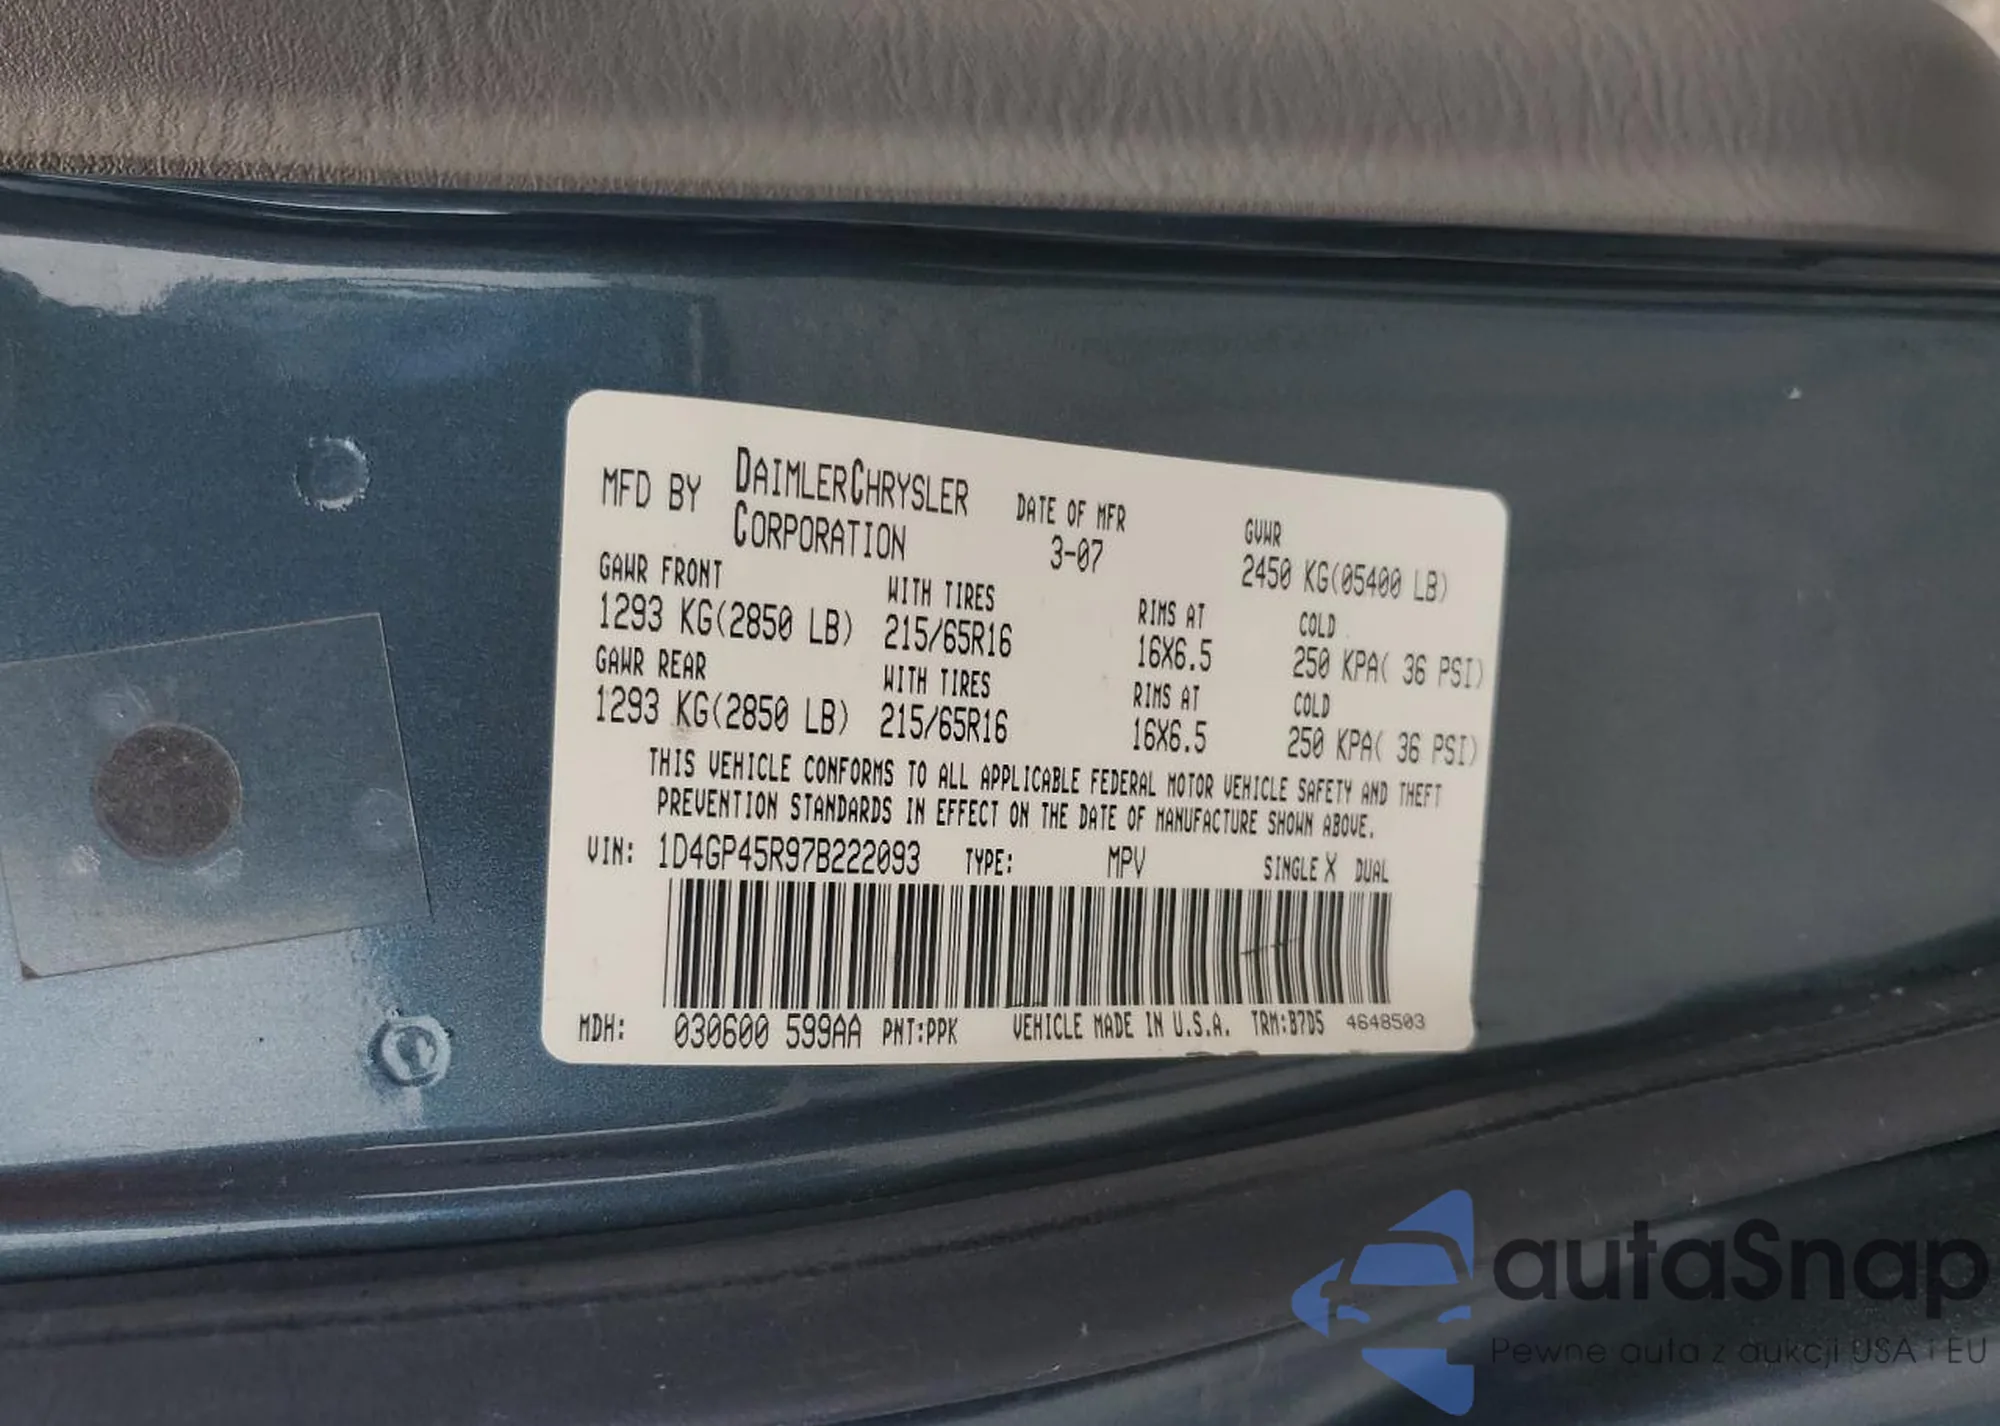 MFD BY DAIMLERCHRYSLER CORPORATION
DATE OF MFR
3-07
GVWR
2450 KG(05400 LB)
GAWR FRONT
1293 KG(2850 LB)
WITH TIRES
215/65R16
RIMS AT
16X6.5
COLD
250 KPA( 36 PSI)
GAWR REAR
1293 KG(2850 LB)
WITH TIRES
215/65R16
RIMS AT
16X6.5
COLD
250 KPA( 36 PSI)
THIS VEHICLE CONFORMS TO ALL APPLICABLE FEDERAL MOTOR VEHICLE SAFETY AND THEFT
PREVENTION STANDARDS IN EFFECT ON THE DATE OF MANUFACTURE SHOWN ABOVE.
VIN: 1D4GP45R97B222093 TYPE: MPV SINGLE X DUAL
MDH: 030600 599AA PNT:PPK VEHICLE MADE IN U.S.A. TRM:B7D5 4648503
autaSnap
Pewne auta z aukcji USA i EU